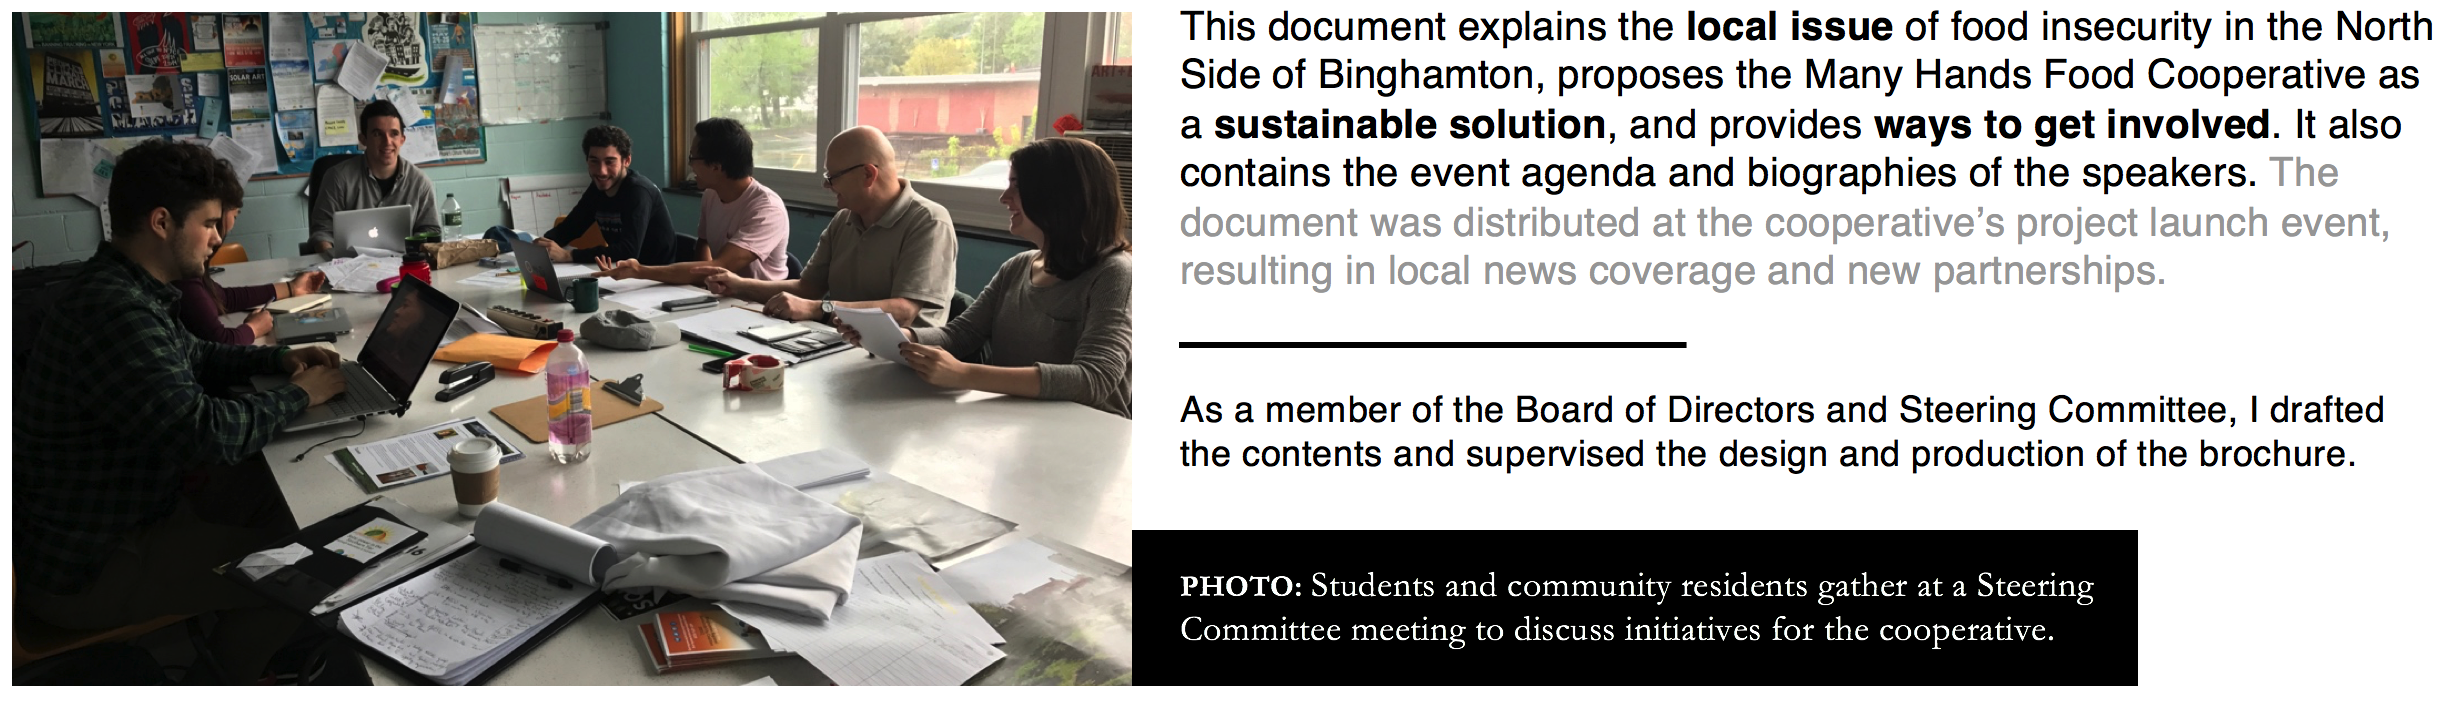 This document explains the local issue of food insecurity in the North
Side of Binghamton, proposes the Many Hands Food Cooperative as
a sustainable solution, and provides ways to get involved. It also
contains the event agenda and biographies of the speakers. The
document was distributed at the cooperative’s project launch event,
resulting in local news coverage and new partnerships.
As a member of the Board of Directors and Steering Committee, I drafted
the contents and supervised the design and production of the brochure.
PHOTO: Students and community residents gather at a Steering
Committee meeting to discuss initiatives for the cooperative.
MARCH
SOLAR ART
16